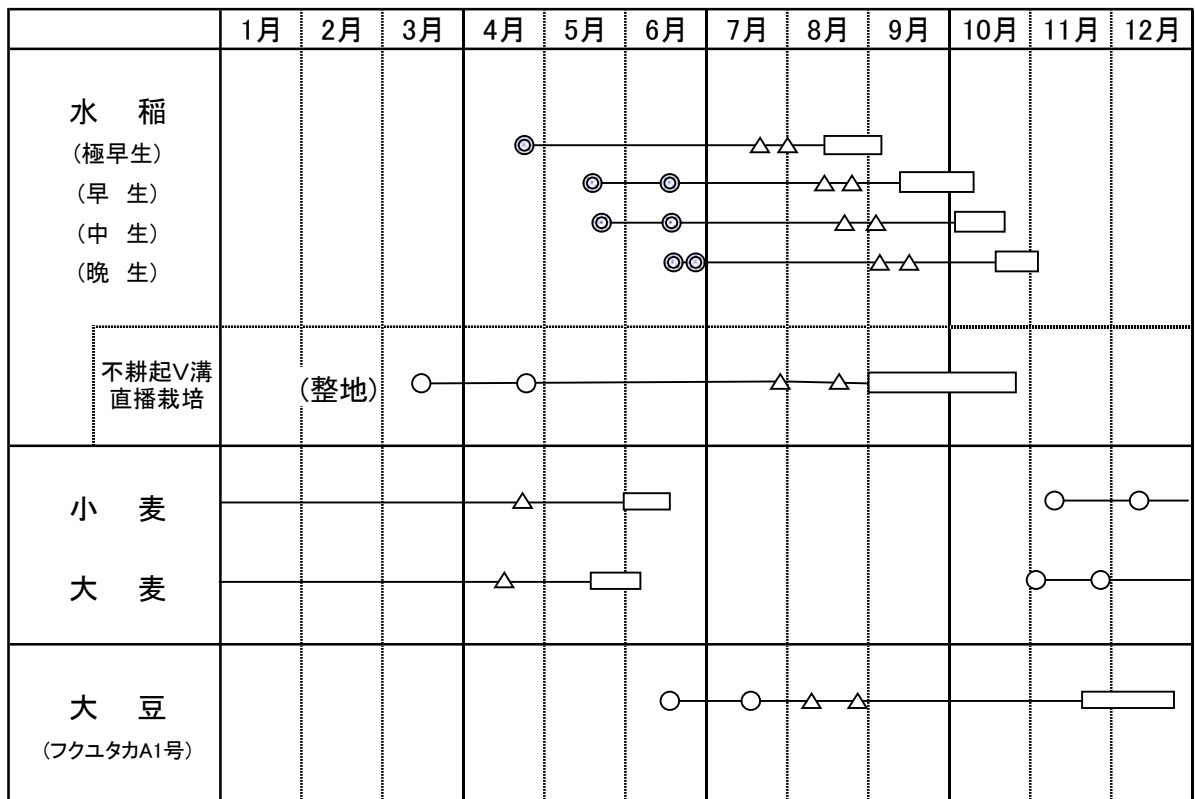 1月 2月 3月 4月 5月 6月 7月 8月 9月 10月 11月 12月
水 稲
(極早生)
(早 生)
(中 生)
(晩 生)
不耕起V溝
直播栽培
(整地)
小 麦
大 麦
大 豆
(フクユタカA1号)